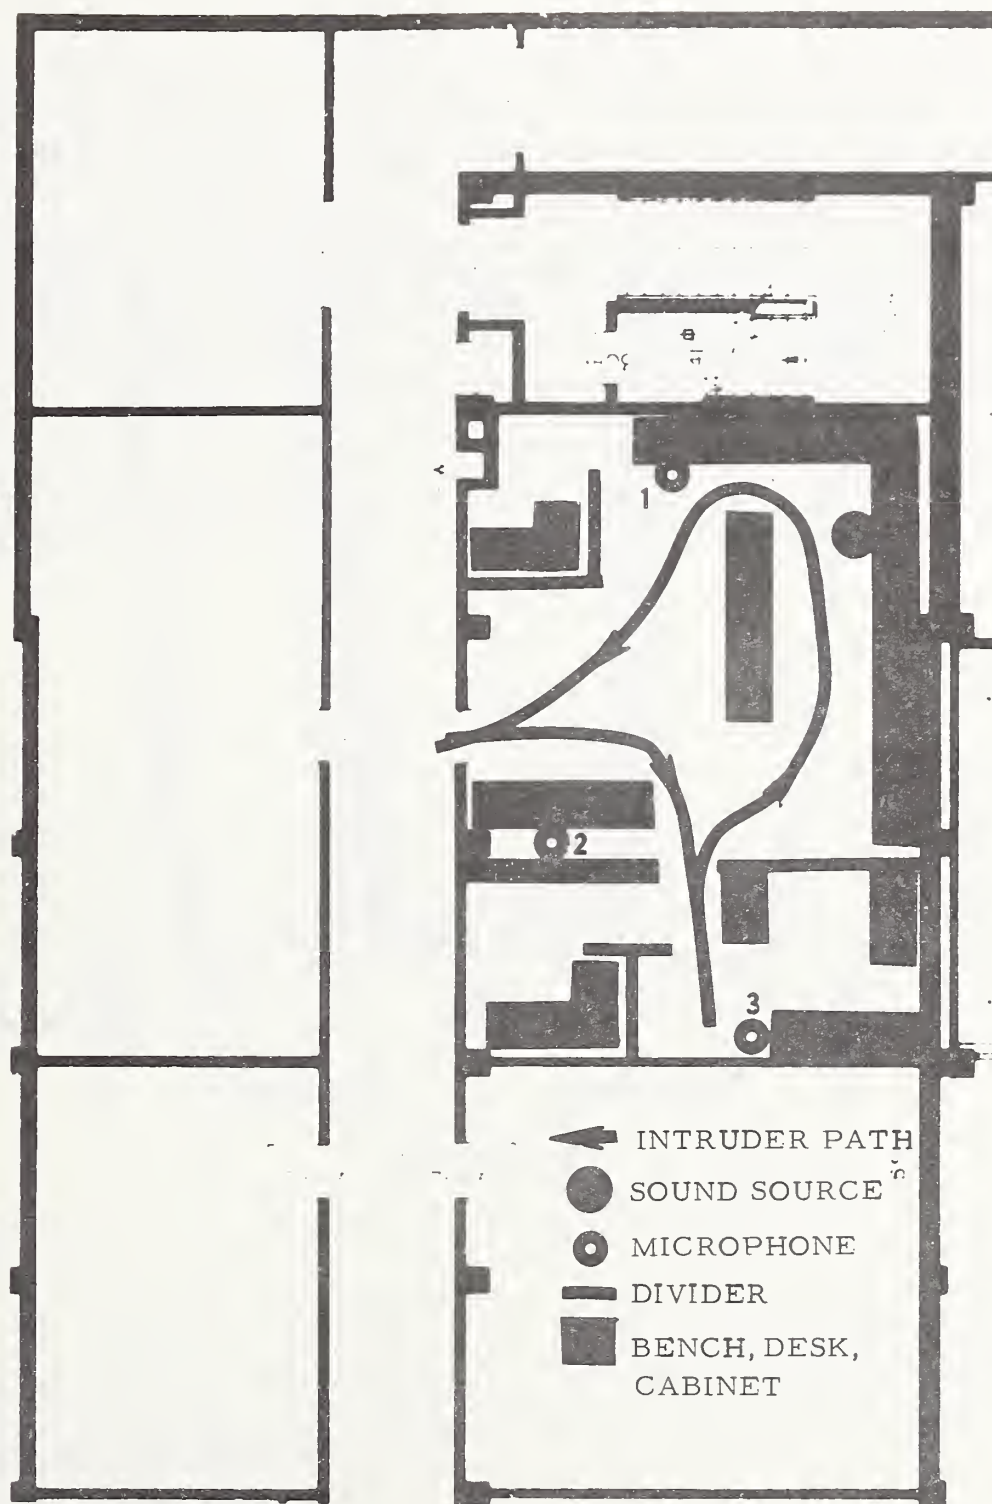 1
2
3
INTRUDER PATH
SOUND SOURCE
MICROPHONE
DIVIDER
BENCH, DESK,
CABINET